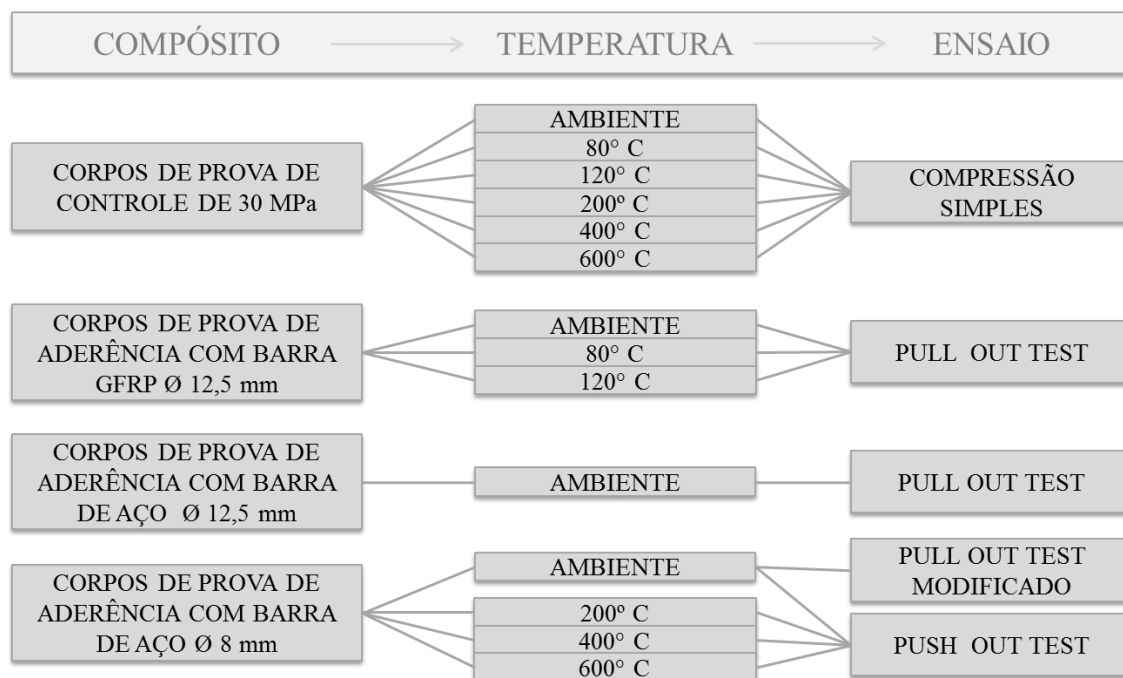 COMPÓSITO TEMPERATURA ENSAIO
CORPOS DE PROVA DE
CONTROLE DE 30 MPa
AMBIENTE
80° C
120° C
200º C
400° C
600° C
COMPRESSÃO
SIMPLES
CORPOS DE PROVA DE
ADERÊNCIA COM BARRA
GFRP Ø 12,5 mm
AMBIENTE
80° C
120° C
PULL OUT TEST
CORPOS DE PROVA DE
ADERÊNCIA COM BARRA
DE AÇO Ø 12,5 mm
AMBIENTE
PULL OUT TEST
CORPOS DE PROVA DE
ADERÊNCIA COM BARRA
DE AÇO Ø 8 mm
AMBIENTE
200º C
400° C
600° C
PULL OUT TEST
MODIFICADO
PUSH OUT TEST